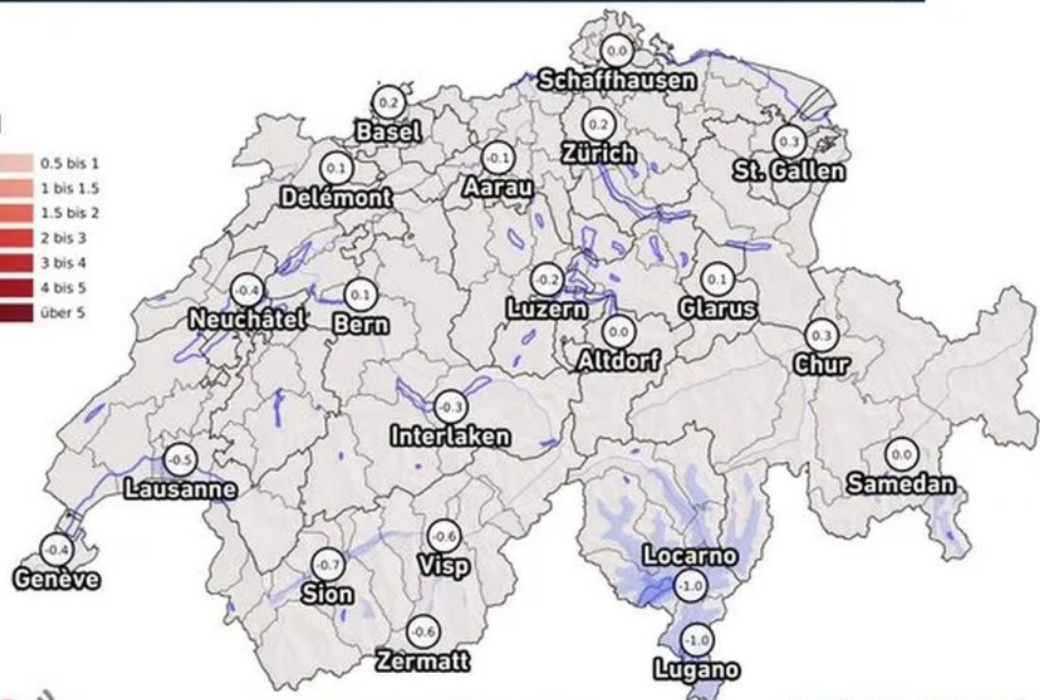 0.5 bis 1
1 bis 1.5
1.5 bis 2
2 bis 3
3 bis 4
4 bis 5
über 5
0.0
Schaffhausen
0.2
Basel
0.2
Zürich
0.3
St. Gallen
0.1
Delémont
-0.1
Aarau
-0.4
Neuchâtel
0.1
Bern
-0.2
Luzern
0.1
Glarus
0.0
Altdorf
0.3
Chur
-0.3
Interlaken
-0.5
Lausanne
0.0
Samedan
-0.4
Genève
-0.7
Sion
-0.6
Visp
Locarno
-1.0
-0.6
Zermatt
-1.0
Lugano